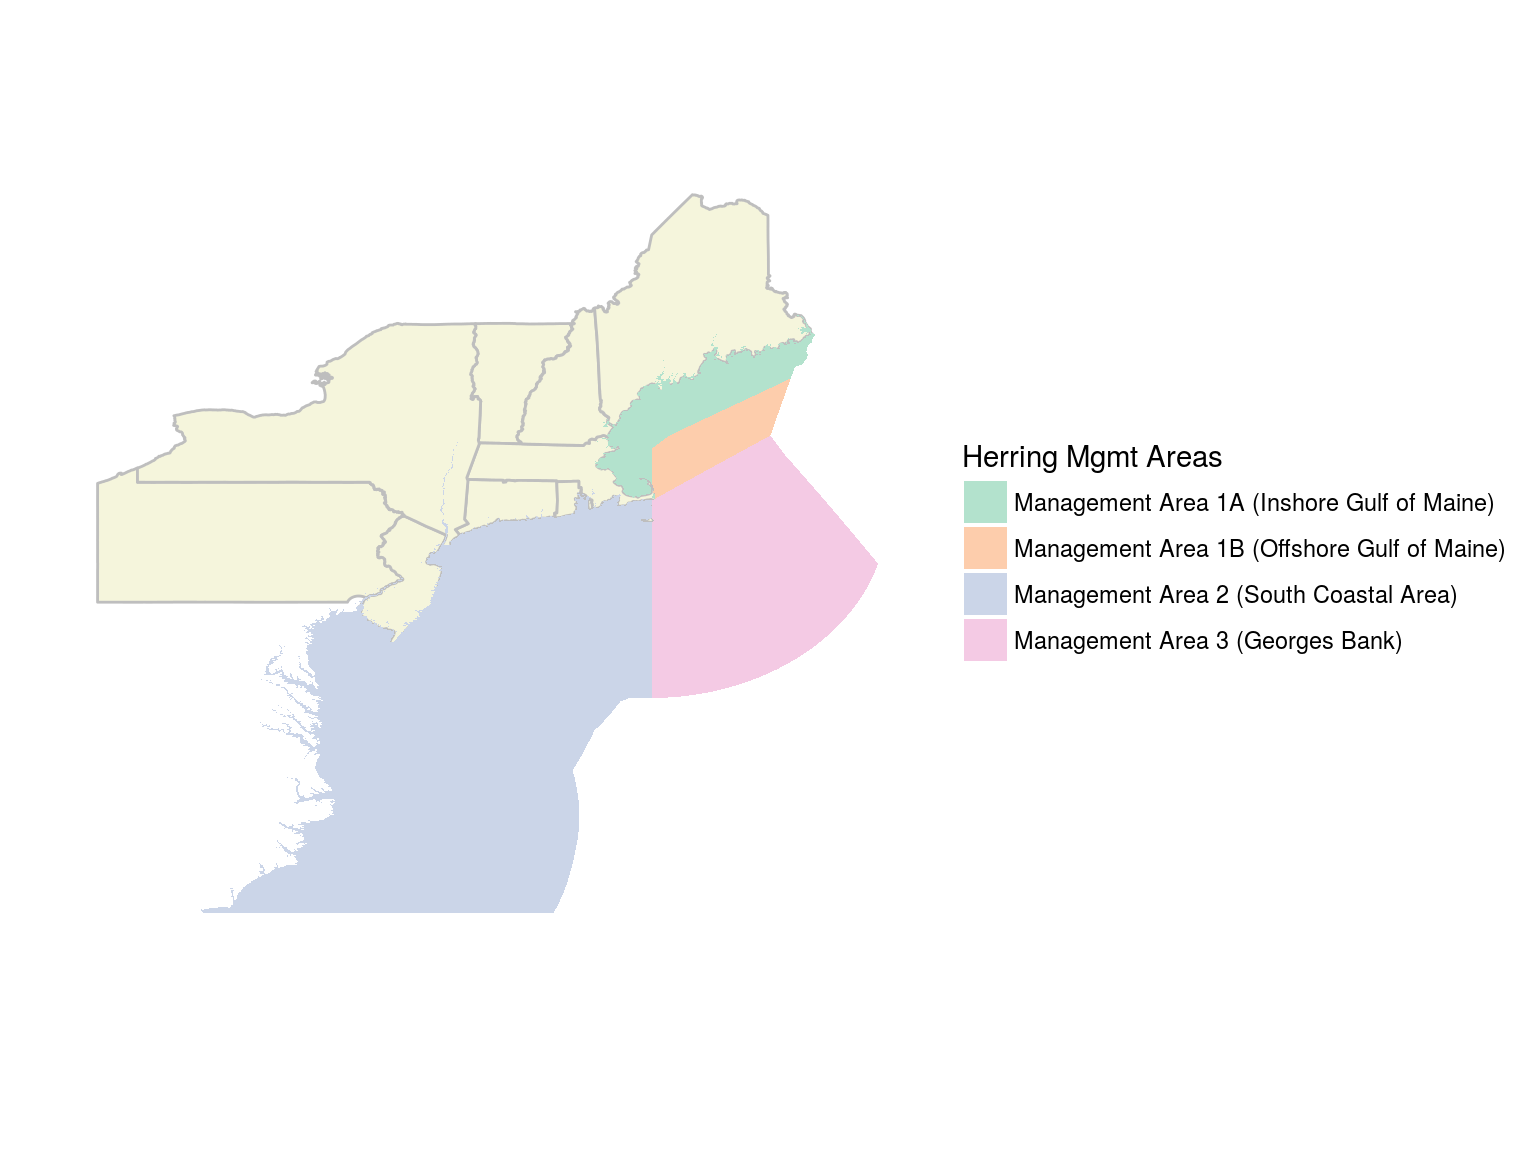 Herring Mgmt Areas
Management Area 1A (Inshore Gulf of Maine)
Management Area 1B (Offshore Gulf of Maine)
Management Area 2 (South Coastal Area)
Management Area 3 (Georges Bank)